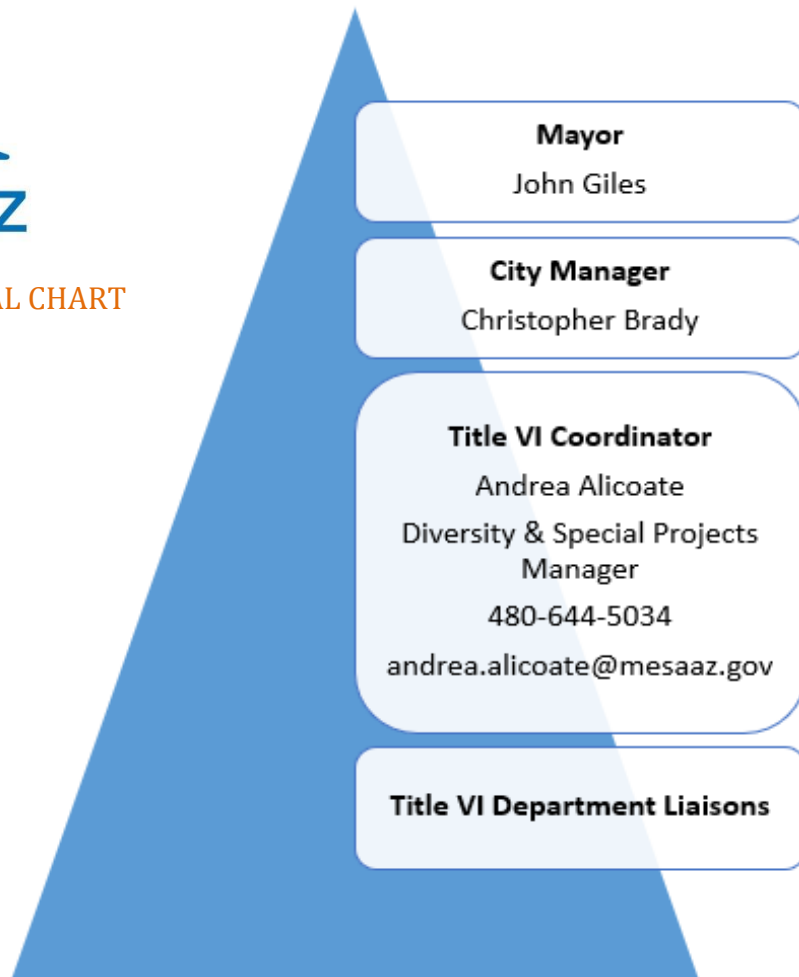 Z
AL CHART
Mayor
John Giles
City Manager
Christopher Brady
Title VI Coordinator
Andrea Alicoate
Diversity & Special Projects
Manager
480-644-5034
andrea.alicoate@mesaaz.gov
Title VI Department Liaisons